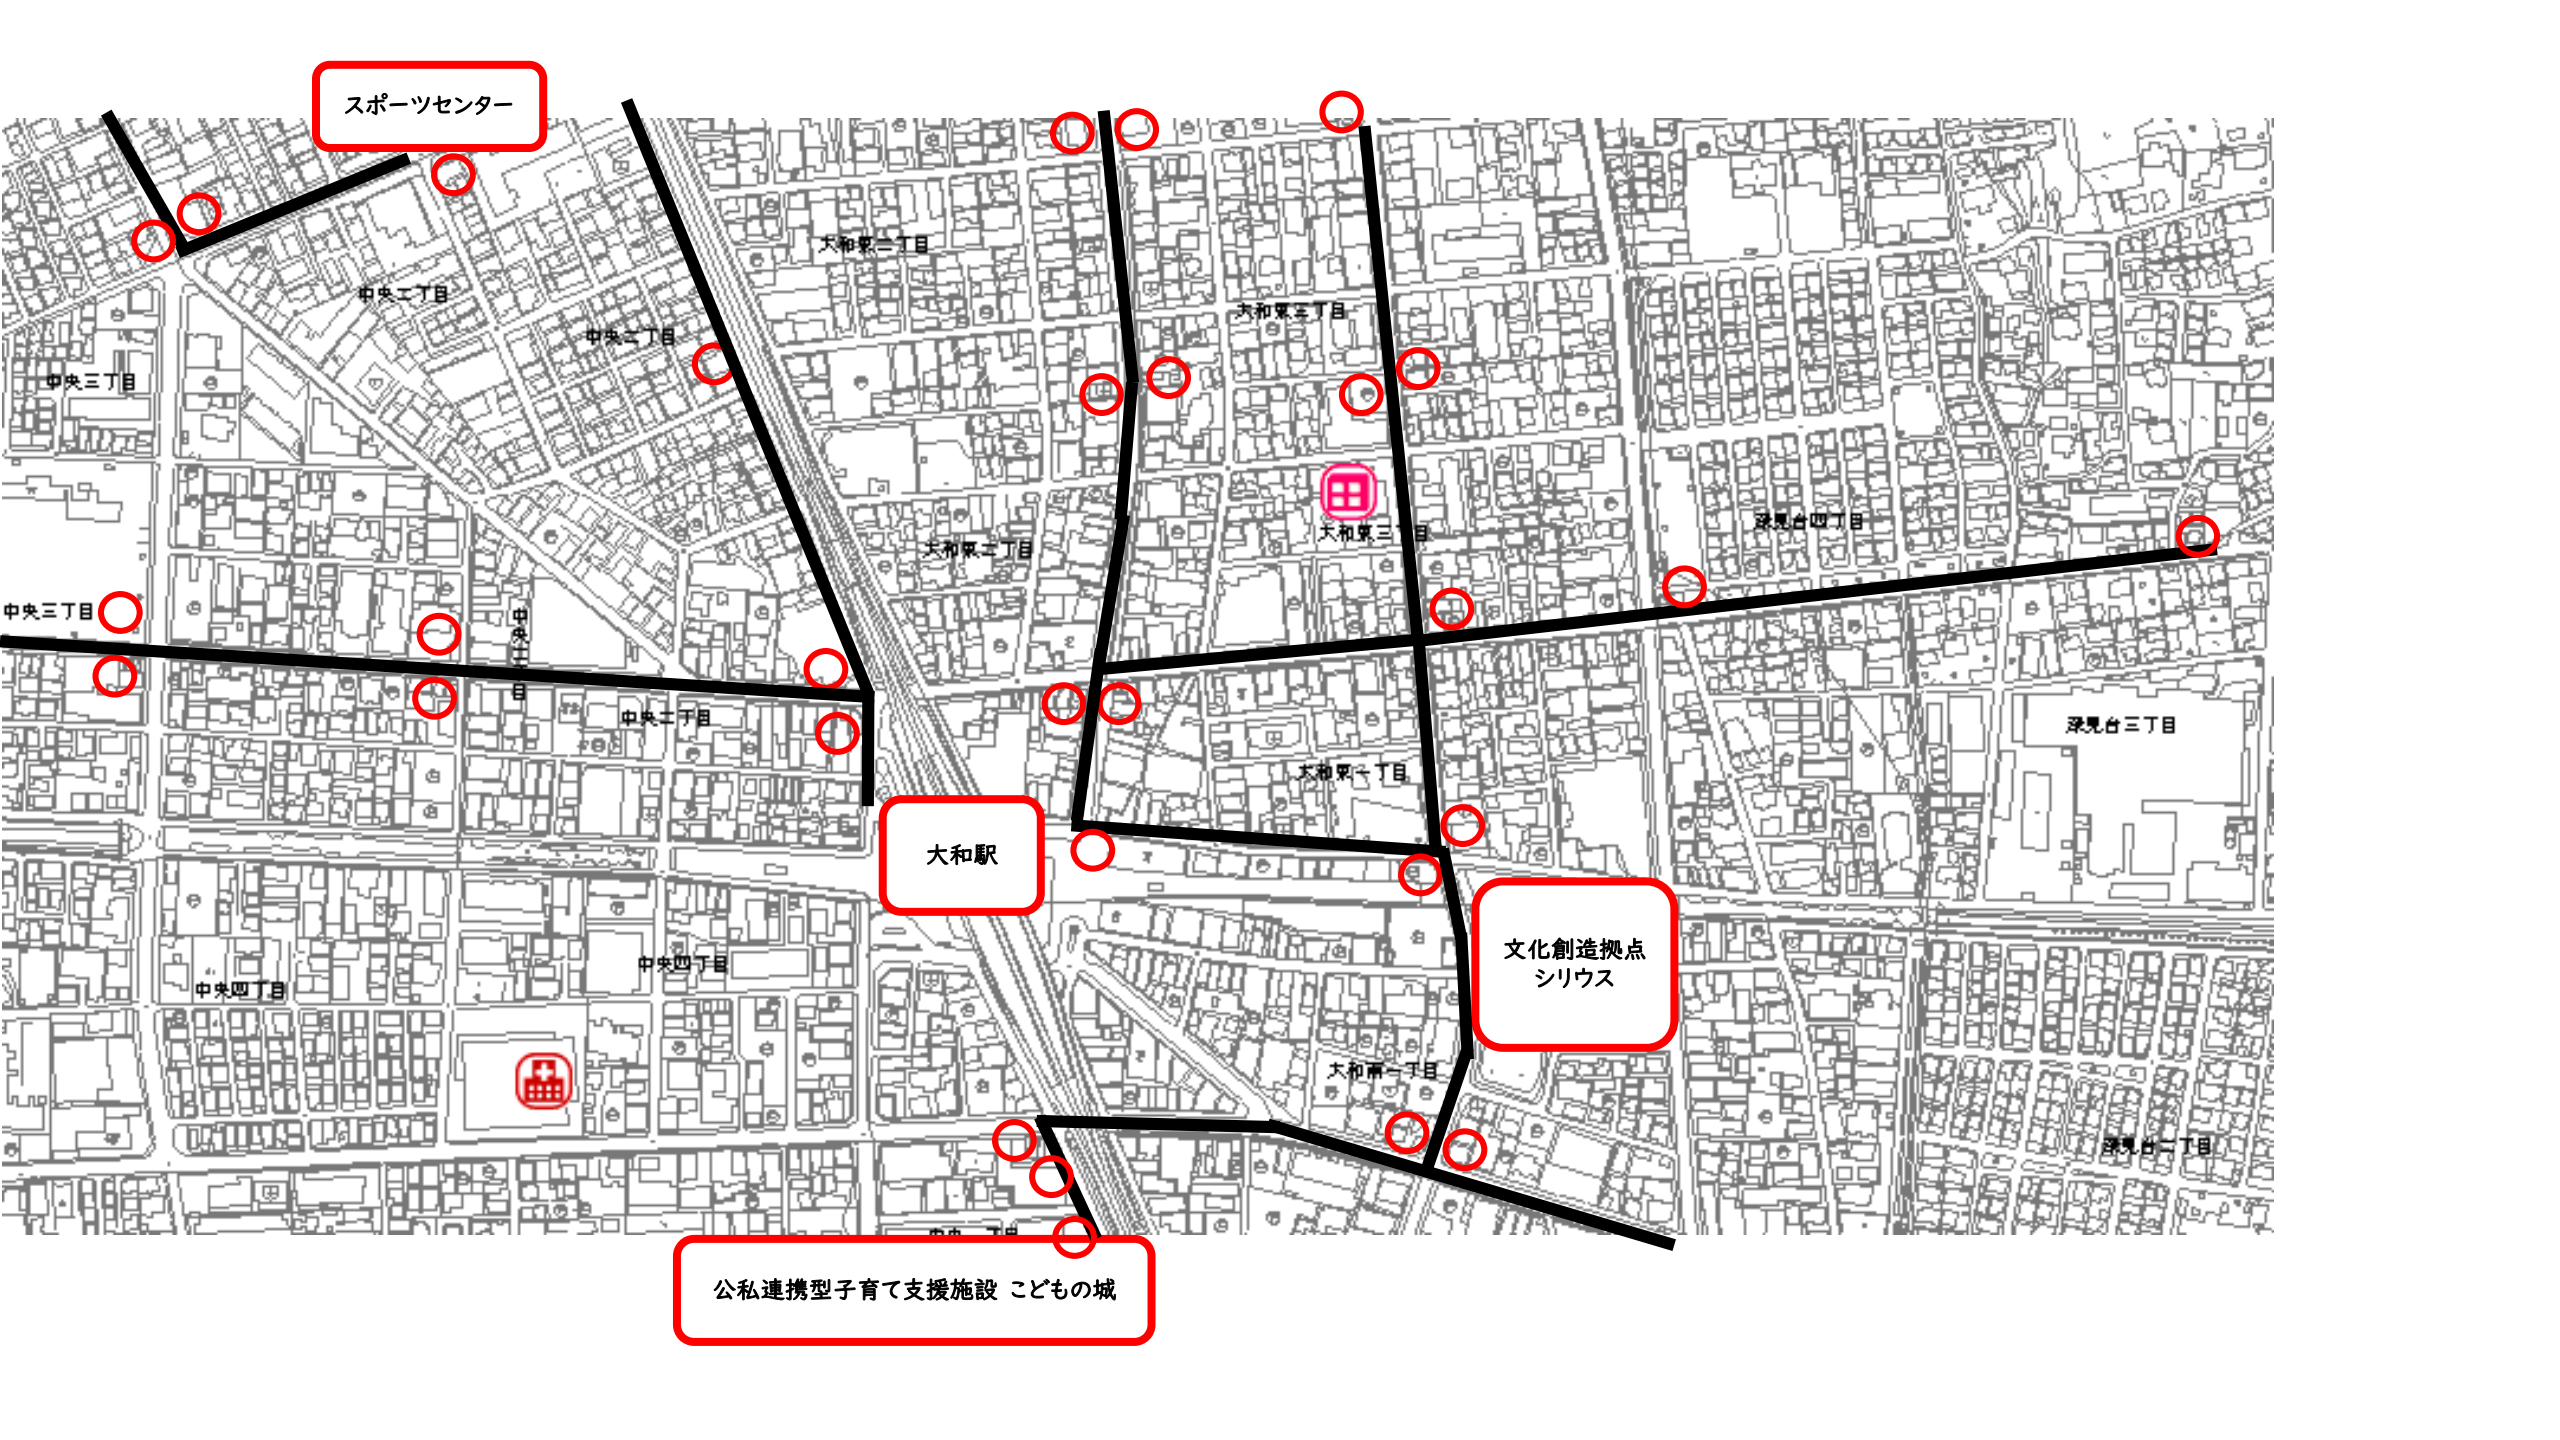 スポーツセンター
大和東二丁目
中央二丁目
大和東三丁目
中央二丁目
中央三丁目
深見台四丁目
大和東三丁目
大和東二丁目
中央三丁目
中央二丁目
深見台三丁目
大和東一丁目
大和駅
文化創造拠点
シリウス
中央四丁目
中央四丁目
大和南一丁目
深見台二丁目
公私連携型子育て支援施設 こどもの城